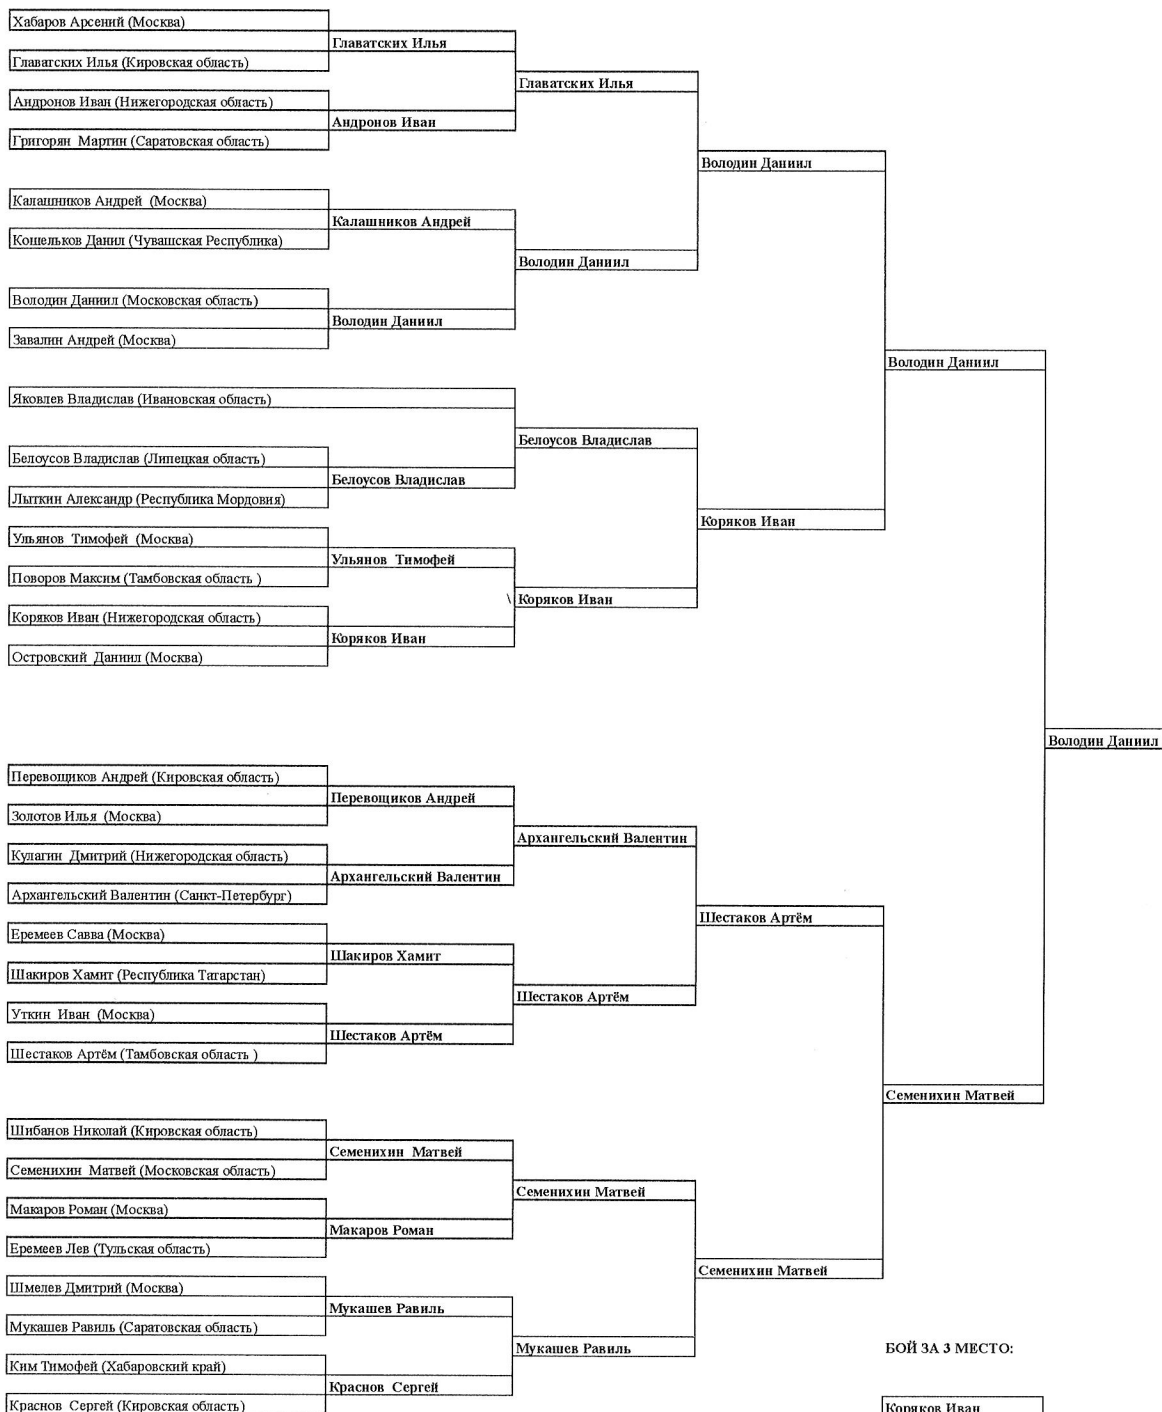 Хабаров Арсений (Москва)
Главатских Илья
Главатских Илья (Кировская область)
Главатских Илья
Андронов Иван (Нижегородская область)
Андронов Иван
Григорян Мартин (Саратовская область)
Володин Даниил
Калашников Андрей (Москва)
Калашников Андрей
Кошельков Данил (Чувашская Республика)
Володин Даниил
Володин Даниил (Московская область)
Володин Даниил
Завалин Андрей (Москва)
Володин Даниил
Яковлев Владислав (Ивановская область)
Белоусов Владислав
Белоусов Владислав (Липецкая область)
Белоусов Владислав
Лыткин Александр (Республика Мордовия)
Коряков Иван
Ульянов Тимофей (Москва)
Ульянов Тимофей
Поворов Максим (Тамбовская область )
\ Коряков Иван
Коряков Иван (Нижегородская область)
Коряков Иван
Островский Даниил (Москва)
Володин Даниил
Перевощиков Андрей (Кировская область)
Перевощиков Андрей
Золотов Илья (Москва)
Архангельский Валентин
Кулагин Дмитрий (Нижегородская область)
Архангельский Валентин
Архангельский Валентин (Санкт-Петербург)
Шестаков Артём
Еремеев Савва (Москва)
Шакиров Хамит
Шакиров Хамит (Республика Татарстан)
Шестаков Артём
Уткин Иван (Москва)
Шестаков Артём
Шестаков Артём (Тамбовская область )
Семенихин Матвей
Шибанов Николай (Кировская область)
Семенихин Матвей
Семенихин Матвей (Московская область)
Семенихин Матвей
Макаров Роман (Москва)
Макаров Роман
Еремеев Лев (Тульская область)
Семенихин Матвей
Шмелев Дмитрий (Москва)
Мукашев Равиль
Мукашев Равиль (Саратовская область)
Мукашев Равиль
БОЙ ЗА 3 МЕСТО:
Ким Тимофей (Хабаровский край)
Краснов Сергей
Краснов Сергей (Кировская область)
Коряков Иван